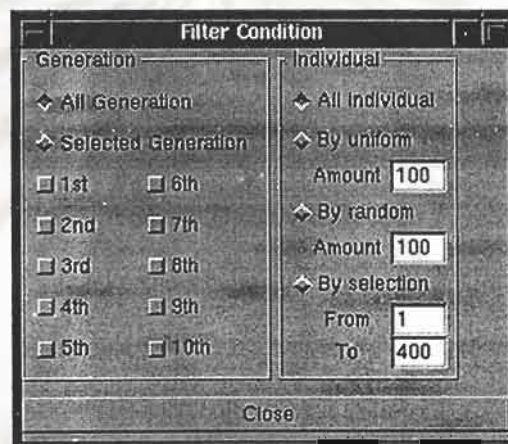 Filter Condition
Generation
All Generation
Selected Generation
1st 6th
2nd 7th
3rd 8th
4th 9th
5th 10th
Individual
All individual
By uniform
Amount 100
By random
Amount 100
By selection
From 1
To 400
Close